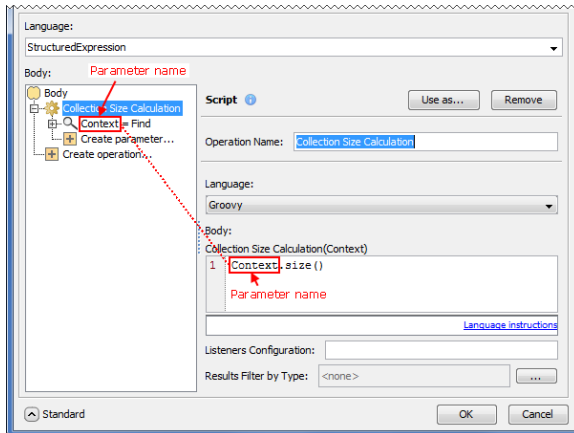 Language:
StructuredExpression
Body:
Parameter name
Body
Collection Size Calculation
Context = Find
Create parameter...
Create operation...
Script
Use as...
Remove
Operation Name: Collection Size Calculation
Language:
Groovy
Body:
Collection Size Calculation(Context)
1 Context.size()
Parameter name
Language instructions
Listeners Configuration:
Results Filter by Type: <none> ...
Standard
OK
Cancel